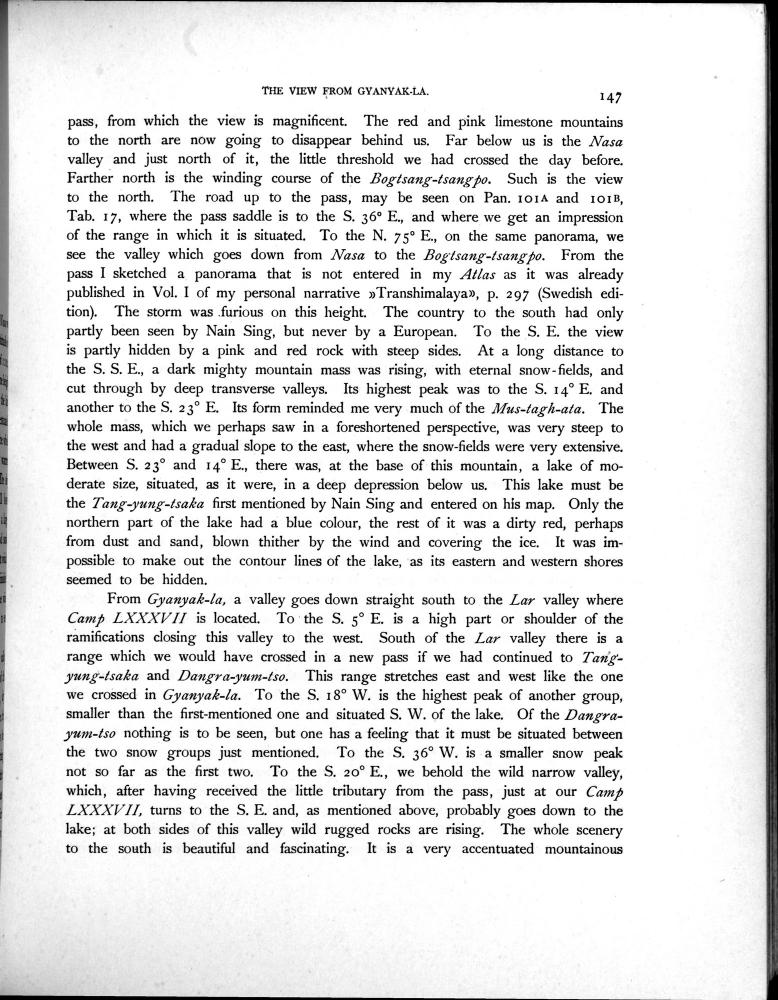 THE VIEW FROM GYANYAK-LA.
147
pass, from which the view is magnificent. The red and pink limestone mountains
to the north are now going to disappear behind us. Far below us is the Nasa
valley and just north of it, the little threshold we had crossed the day before.
Farther north is the winding course of the Bogtsang-tsangpo. Such is the view
to the north. The road up to the pass, may be seen on Pan. 101A and 101B,
Tab. 17, where the pass saddle is to the S. 36° E., and where we get an impression
of the range in which it is situated. To the N. 75° E., on the same panorama, we
see the valley which goes down from Nasa to the Bogtsang-tsangpo. From the
pass I sketched a panorama that is not entered in my Atlas as it was already
published in Vol. I of my personal narrative »Transhimalaya», p. 297 (Swedish edi-
tion). The storm was furious on this height. The country to the south had only
partly been seen by Nain Sing, but never by a European. To the S. E. the view
is partly hidden by a pink and red rock with steep sides. At a long distance to
the S. S. E., a dark mighty mountain mass was rising, with eternal snow-fields, and
cut through by deep transverse valleys. Its highest peak was to the S. 14° E. and
another to the S. 23° E. Its form reminded me very much of the Mus-tagh-ata. The
whole mass, which we perhaps saw in a foreshortened perspective, was very steep to
the west and had a gradual slope to the east, where the snow-fields were very extensive.
Between S. 23° and 14° E., there was, at the base of this mountain, a lake of mo-
derate size, situated, as it were, in a deep depression below us. This lake must be
the Tang-yung-tsaka first mentioned by Nain Sing and entered on his map. Only the
northern part of the lake had a blue colour, the rest of it was a dirty red, perhaps
from dust and sand, blown thither by the wind and covering the ice. It was im-
possible to make out the contour lines of the lake, as its eastern and western shores
seemed to be hidden.
From Gyanyak-la, a valley goes down straight south to the Lar valley where
Camp LXXXVII is located. To the S. 5° E. is a high part or shoulder of the
ramifications closing this valley to the west. South of the Lar valley there is a
range which we would have crossed in a new pass if we had continued to Tang-
yung-tsaka and Dangra-yum-tso. This range stretches east and west like the one
we crossed in Gyanyak-la. To the S. 18° W. is the highest peak of another group,
smaller than the first-mentioned one and situated S. W. of the lake. Of the Dangra-
yum-tso nothing is to be seen, but one has a feeling that it must be situated between
the two snow groups just mentioned. To the S. 36° W. is a smaller snow peak
not so far as the first two. To the S. 20° E., we behold the wild narrow valley,
which, after having received the little tributary from the pass, just at our Camp
LXXXVII, turns to the S. E. and, as mentioned above, probably goes down to the
lake; at both sides of this valley wild rugged rocks are rising. The whole scenery
to the south is beautiful and fascinating. It is a very accentuated mountainous